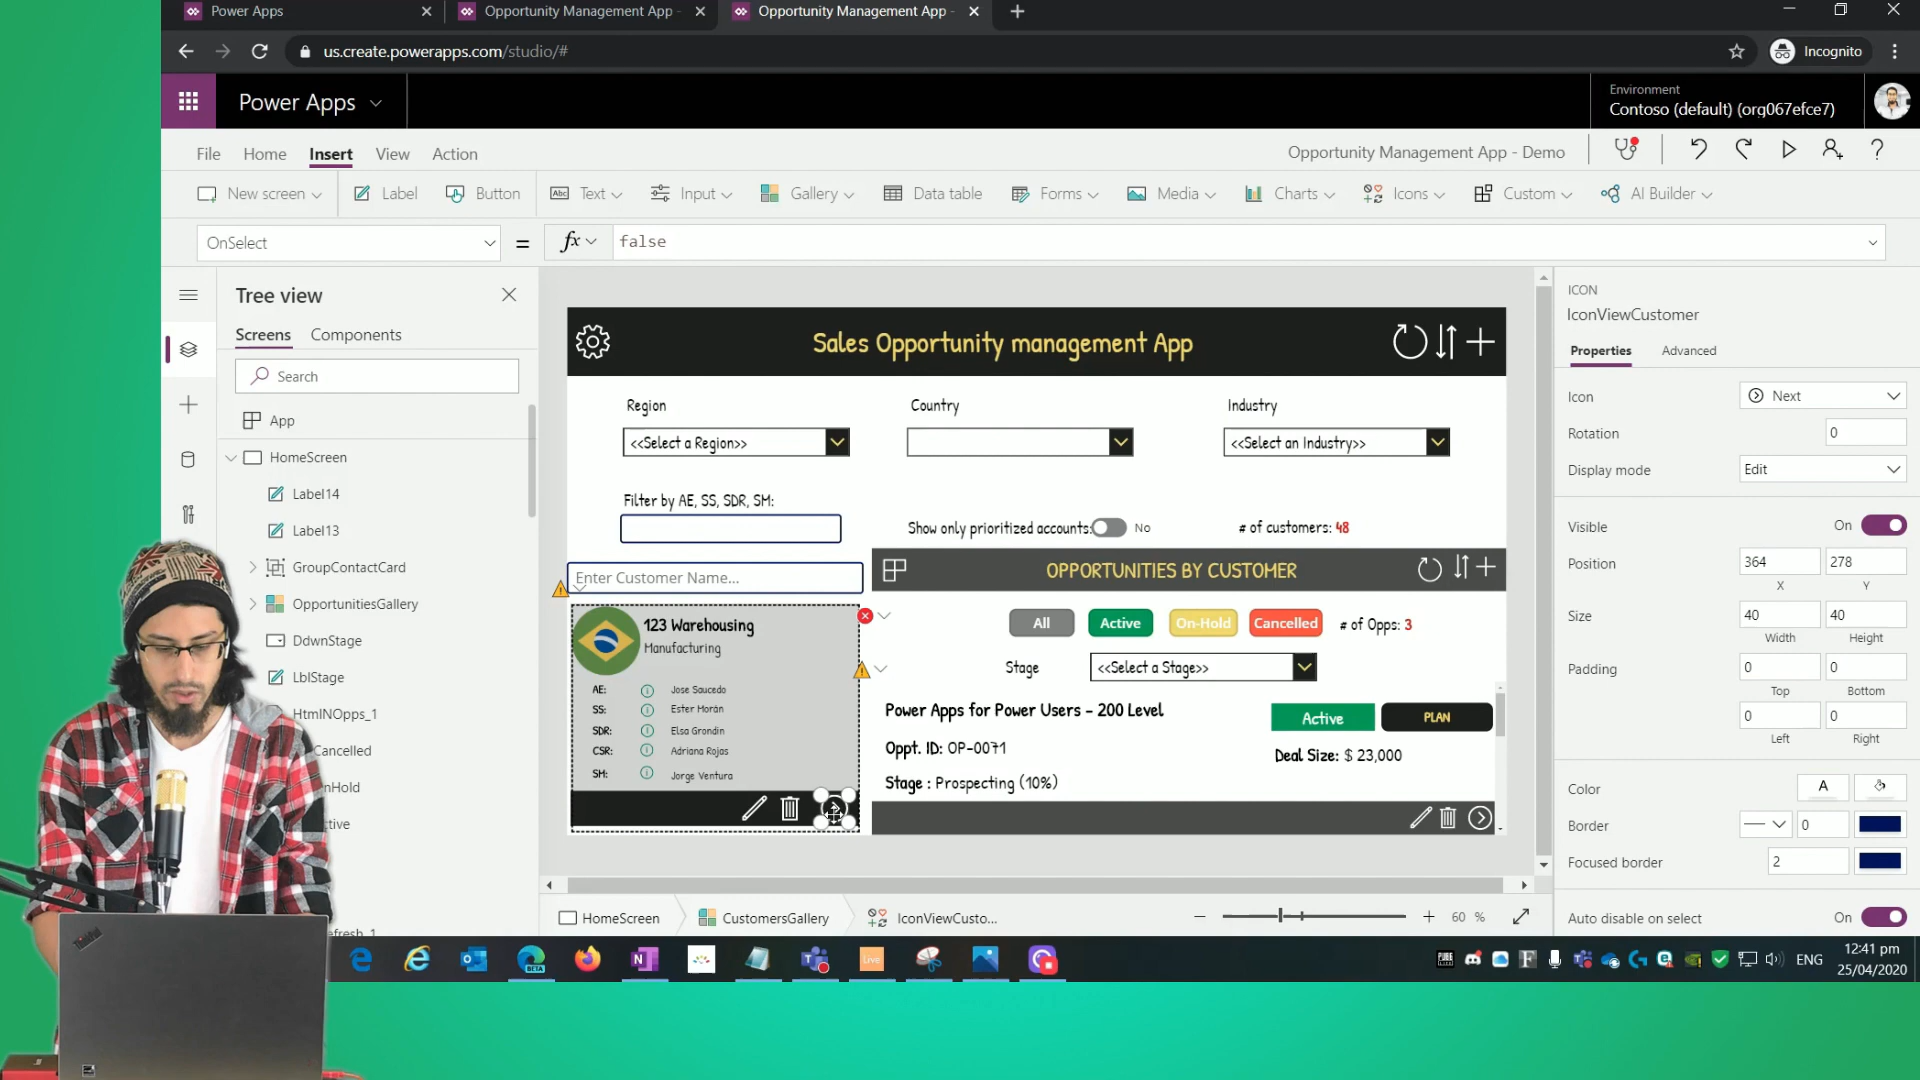 Power Apps
Opportunity Management App -
Opportunity Management App -
us.create.powerapps.com/studio/#
Incognito
Power Apps
Environment
Contoso (default) (org067efce7)
File
Home
Insert
View
Action
Opportunity Management App - Demo
New screen
Label
Button
Text
Input
Gallery
Data table
Forms
Media
Charts
Icons
Custom
AI Builder
OnSelect
=
fx
false
Tree view
Screens
Components
Search
App
HomeScreen
Label14
Label13
GroupContactCard
OpportunitiesGallery
DdwnStage
LblStage
HtmlNOpps_1
Cancelled
nHold
tive
efresh_1
Sales Opportunity management App
Region
Country
Industry
<<Select a Region>>
<<Select an Industry>>
Filter by AE, SS, SDR, SM:
Show only prioritized accounts:
No
# of customers: 48
Enter Customer Name...
OPPORTUNITIES BY CUSTOMER
123 Warehousing
Manufacturing
AE:
Jose Saucedo
SS:
Ester Morán
SDR:
Elsa Grondin
CSR:
Adriana Rojas
SM:
Jorge Ventura
All
Active
On-Hold
Cancelled
# of Opps: 3
Stage
<<Select a Stage>>
Power Apps for Power Users - 200 Level
Active
PLAN
Oppt. ID: OP-0071
Deal Size: $ 23,000
Stage : Prospecting (10%)
HomeScreen
CustomersGallery
IconViewCusto...
60 %
ICON
IconViewCustomer
Properties
Advanced
Icon
Next
Rotation
0
Display mode
Edit
Visible
On
Position
364
278
X
Y
Size
40
40
Width
Height
Padding
0
0
Top
Bottom
0
0
Left
Right
Color
A
Border
0
Focused border
2
Auto disable on select
On
BETA
Live
ENG
12:41 pm
25/04/2020
ThinkPad